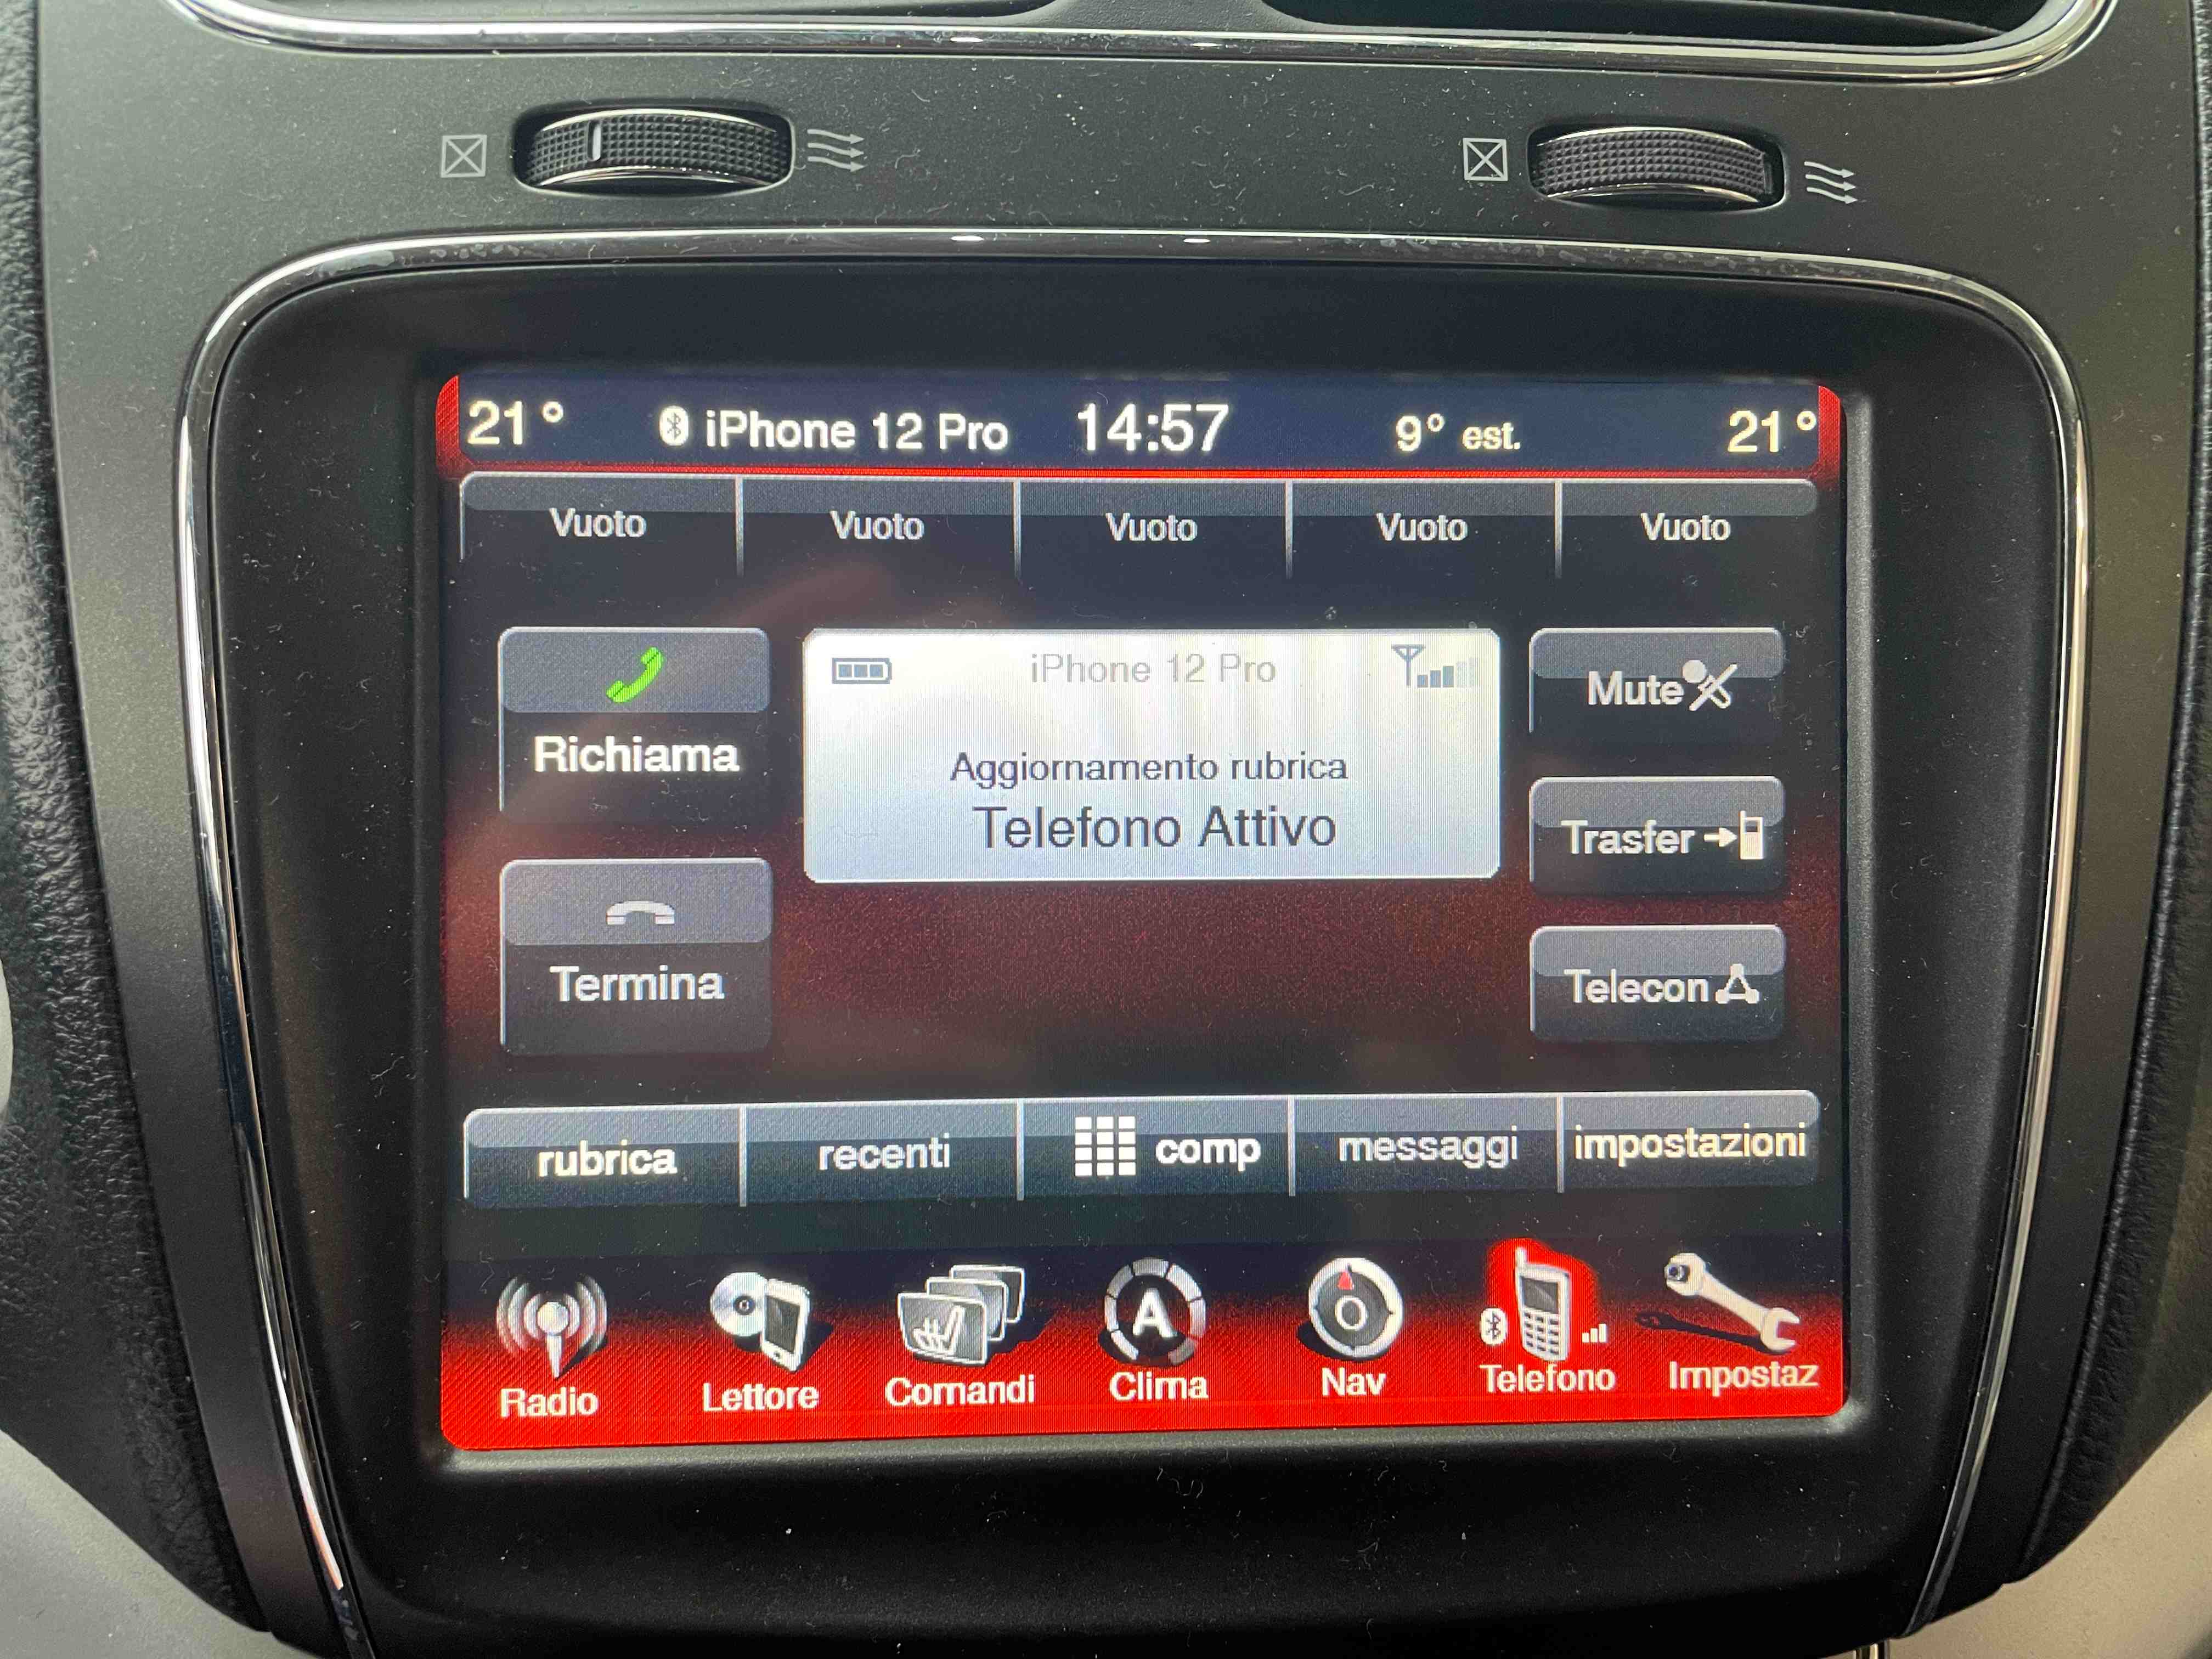 21° iPhone 12 Pro 14:57 9° est. 21°
Vuoto Vuoto Vuoto Vuoto Vuoto
Richiama
Termina
iPhone 12 Pro
Aggiornamento rubrica
Telefono Attivo
Mute
Trasfer
Telecon
rubrica recenti comp messaggi impostazioni
A
Radio Lettore Comandi Clima Nav Telefono Impostaz